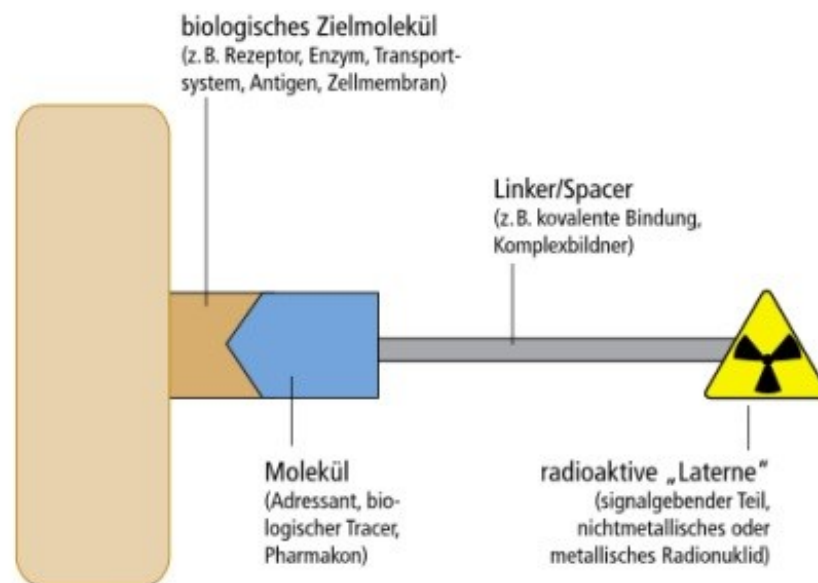 biologisches Zielmolekül
(z. B. Rezeptor, Enzym, Transport-
system, Antigen, Zellmembran)
Linker/Spacer
(z. B. kovalente Bindung,
Komplexbildner)
Molekül
(Adressant, bio-
logischer Tracer,
Pharmakon)
radioaktive „Laterne“
(signalgebender Teil,
nichtmetallisches oder
metallisches Radionuklid)